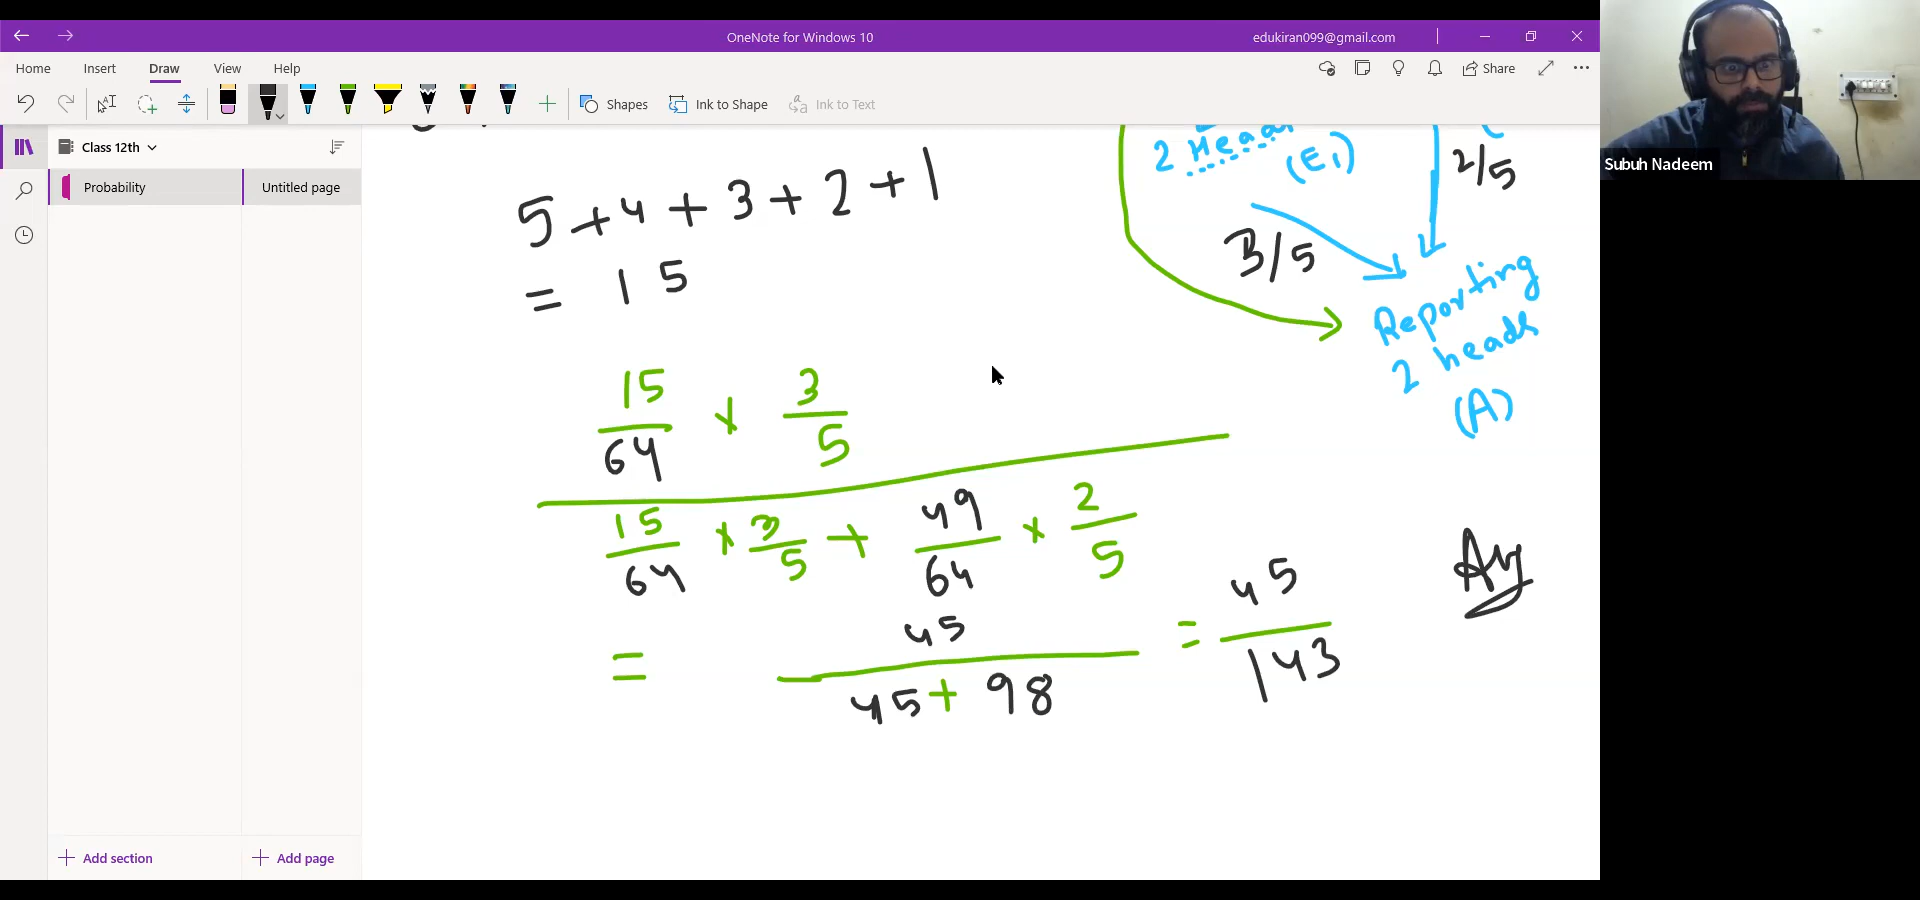 OneNote for Windows 10
edukiran099@gmail.com
Home Insert Draw View Help
Share
Shapes
Ink to Shape
Ink to Text
Class 12th
Probability
Untitled page
Add section
Add page
Subuh Nadeem
5 + 4 + 3 + 2 + 1
= 15
2 Heads
(E1)
2/5
3/5
Reporting
2 heads
(A)
15/64 × 3/5
15/64 × 3/5 + 49/64 × 2/5
= 45/45 + 98 = 45/143
Ans